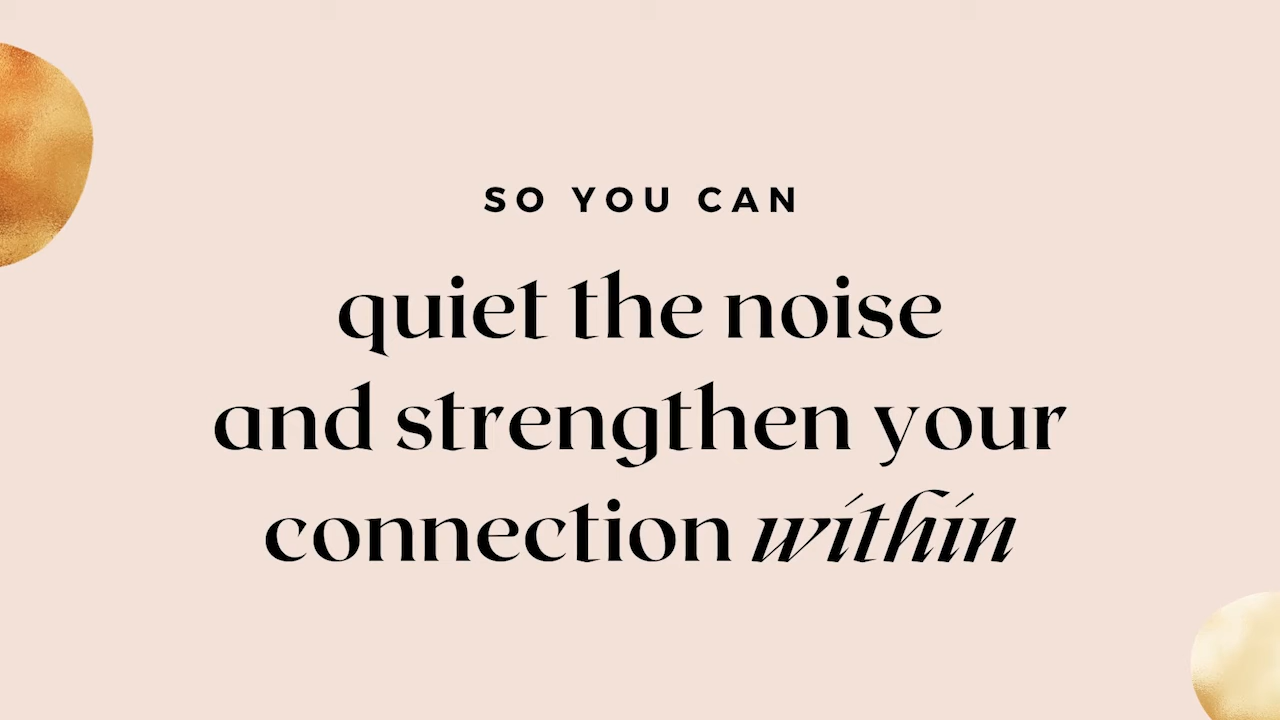 SO YOU CAN
quiet the noise
and strengthen your
connection within